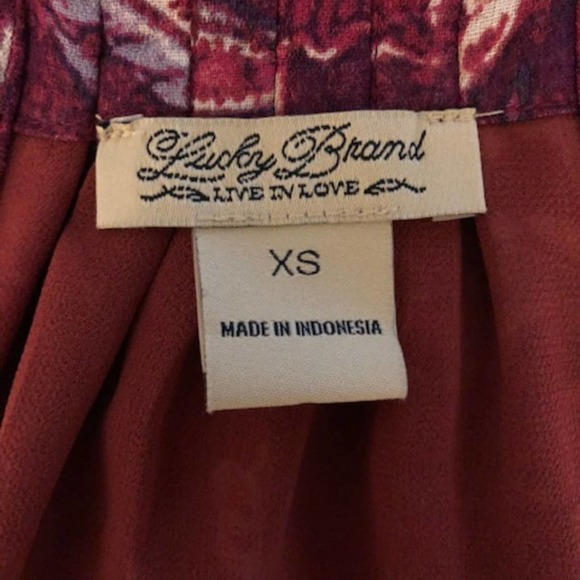 Lucky Brand
LIVE IN LOVE
XS
MADE IN INDONESIA